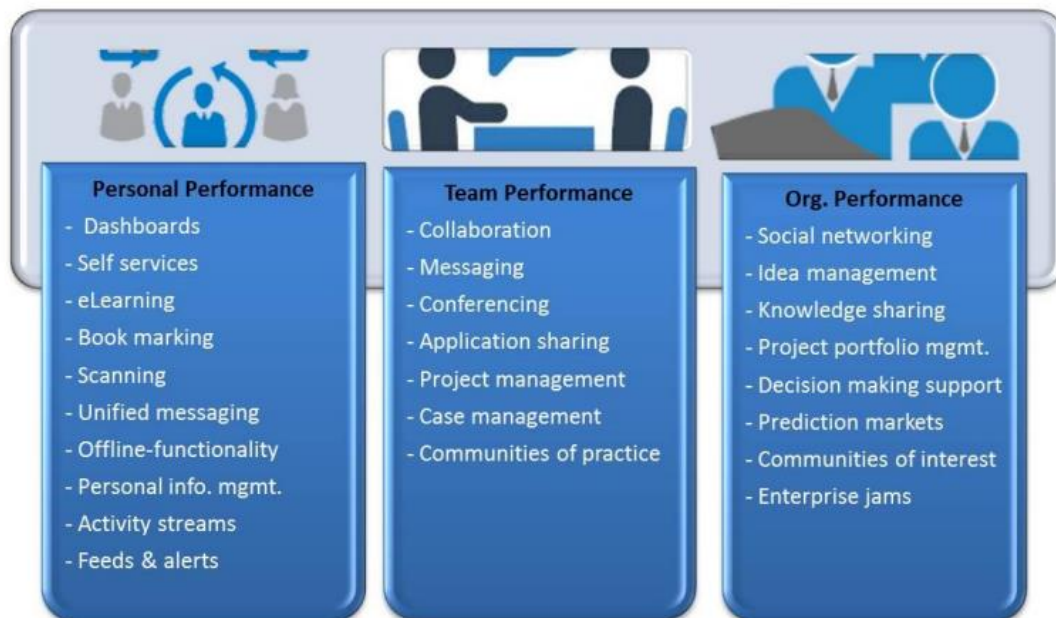 Personal Performance
- Dashboards
- Self services
- eLearning
- Book marking
- Scanning
- Unified messaging
- Offline-functionality
- Personal info. mgmt.
- Activity streams
- Feeds & alerts
Team Performance
- Collaboration
- Messaging
- Conferencing
- Application sharing
- Project management
- Case management
- Communities of practice
Org. Performance
- Social networking
- Idea management
- Knowledge sharing
- Project portfolio mgmt.
- Decision making support
- Prediction markets
- Communities of interest
- Enterprise jams